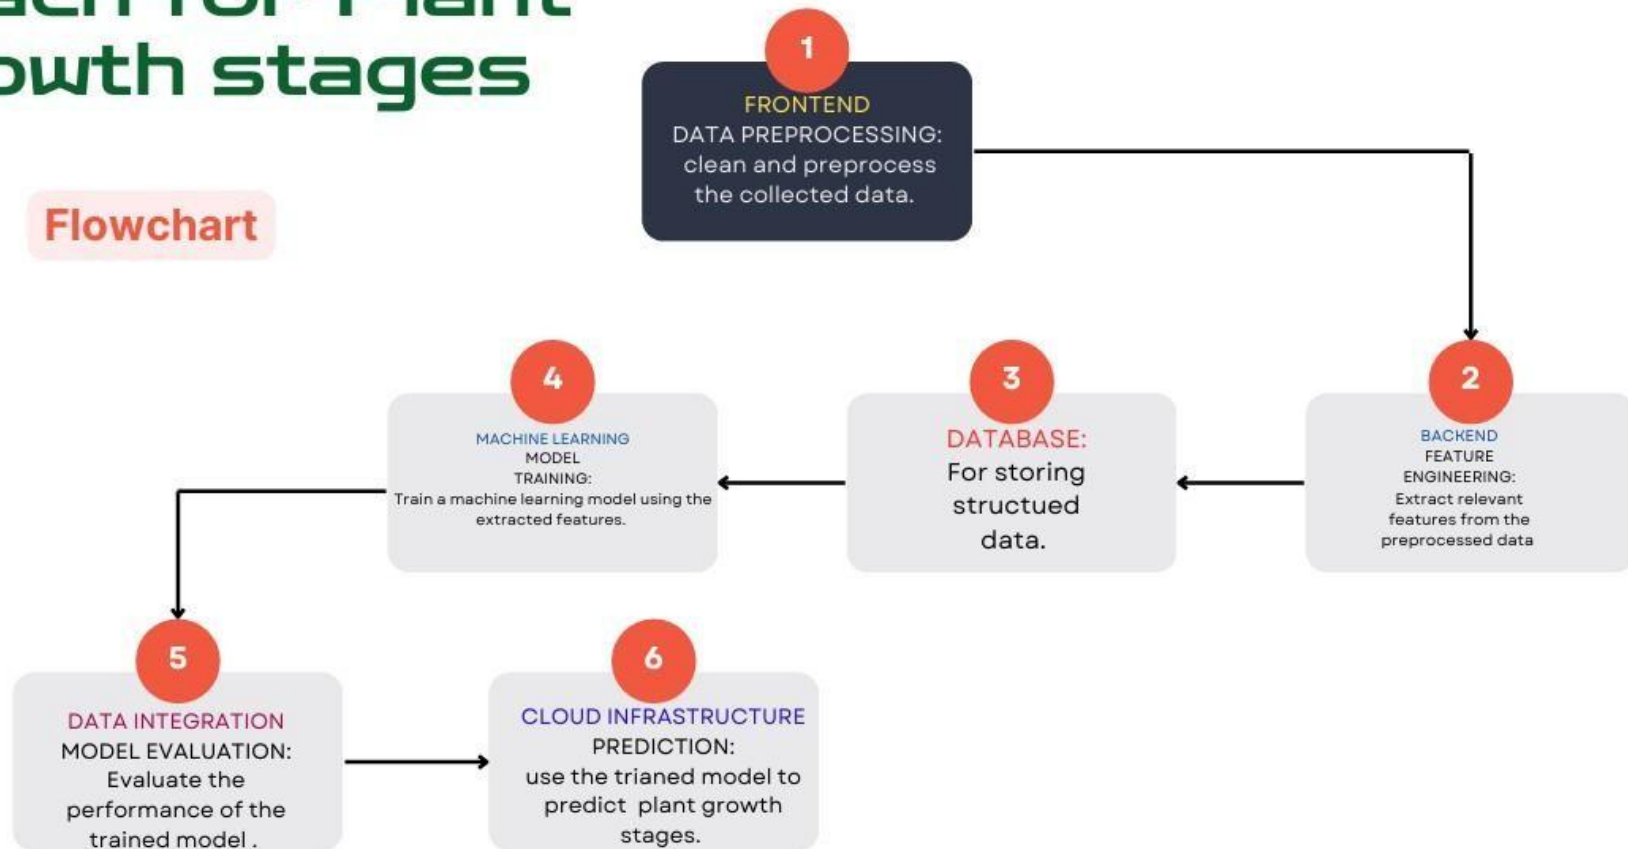 owth stages
Flowchart
1
FRONTEND
DATA PREPROCESSING:
clean and preprocess
the collected data.
2
BACKEND
FEATURE
ENGINEERING:
Extract relevant
features from the
preprocessed data
3
DATABASE:
For storing
structued
data.
4
MACHINE LEARNING
MODEL
TRAINING:
Train a machine learning model using the
extracted features.
5
DATA INTEGRATION
MODEL EVALUATION:
Evaluate the
performance of the
trained model .
6
CLOUD INFRASTRUCTURE
PREDICTION:
use the trianed model to
predict plant growth
stages.